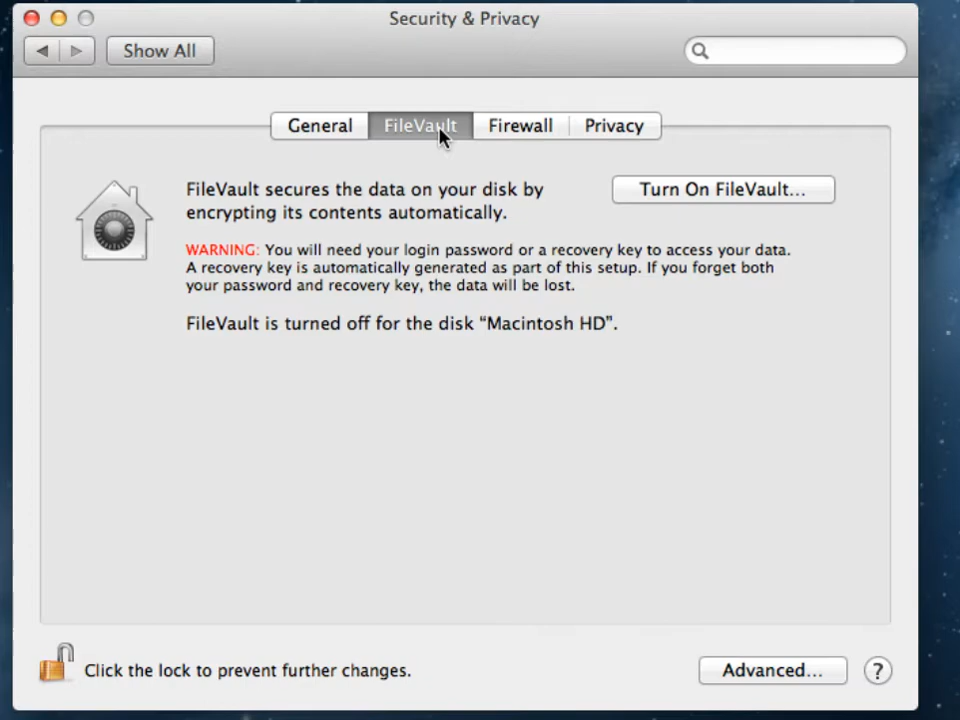 Security & Privacy
Show All
General FileVault Firewall Privacy
FileVault secures the data on your disk by Turn On FileVault...
encrypting its contents automatically.
WARNING: You will need your login password or a recovery key to access your data.
A recovery key is automatically generated as part of this setup. If you forget both
your password and recovery key, the data will be lost.
FileVault is turned off for the disk “Macintosh HD”.
Click the lock to prevent further changes. Advanced... ?